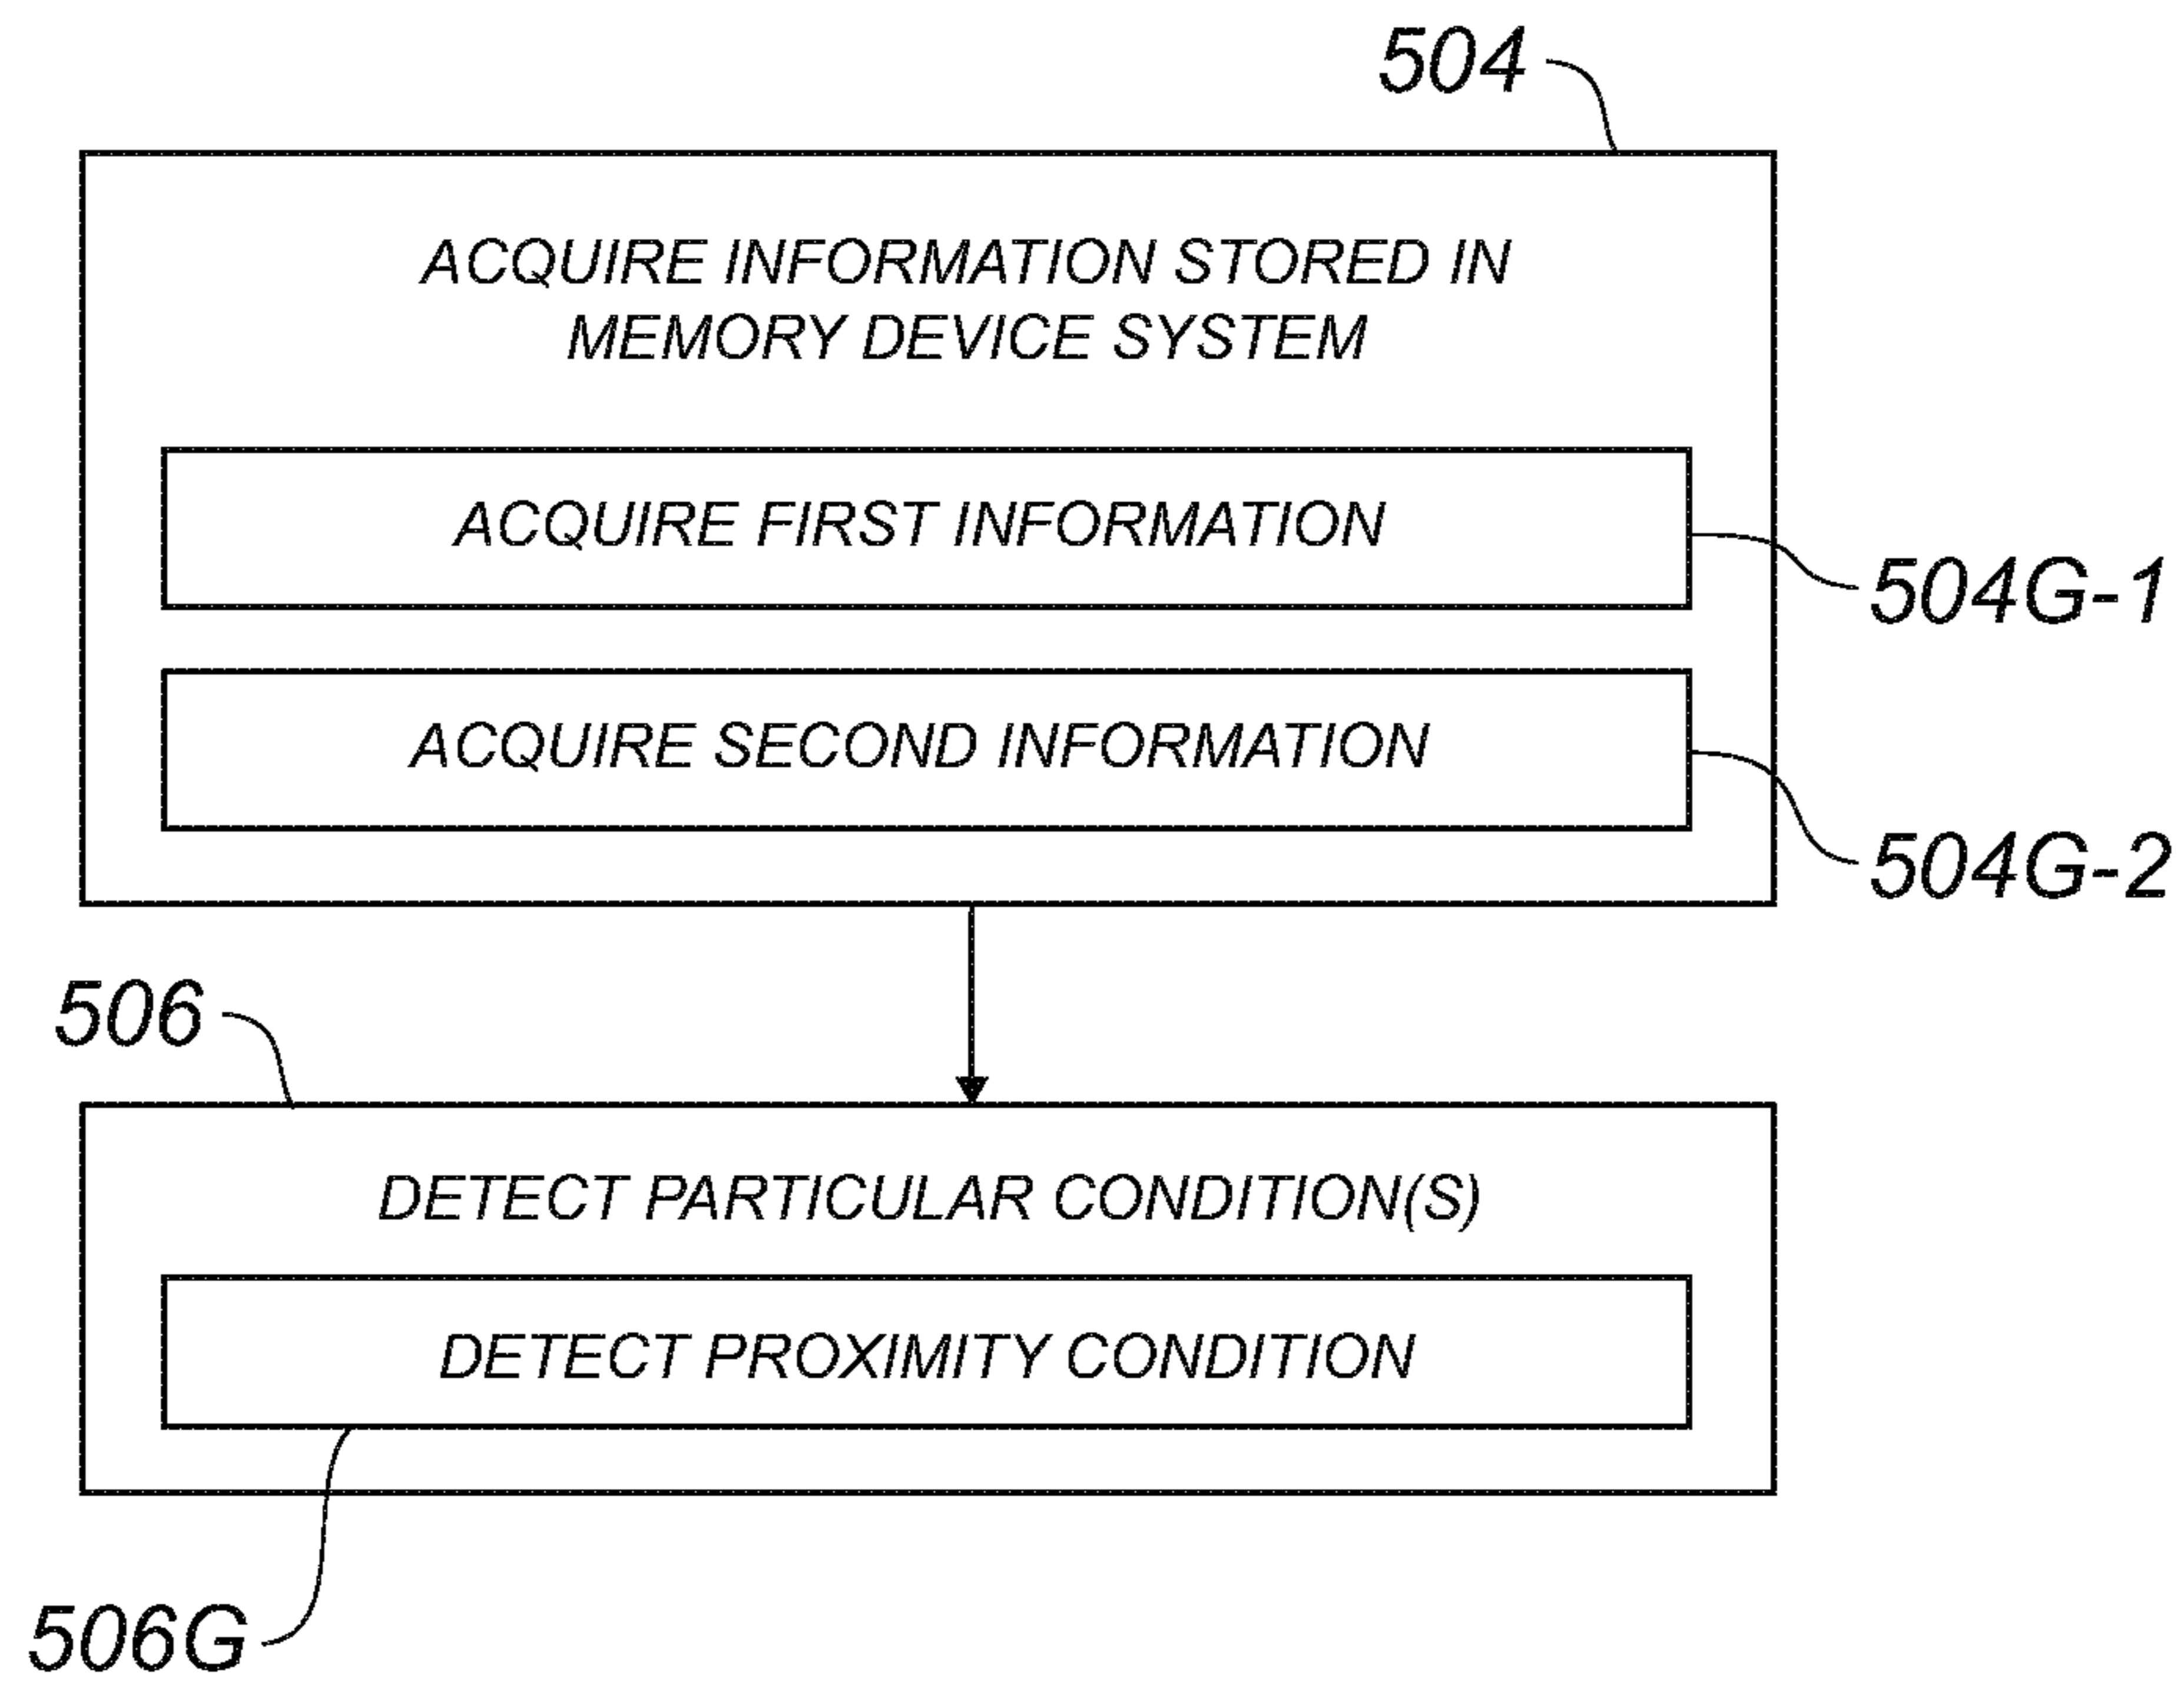 504
ACQUIRE INFORMATION STORED IN
MEMORY DEVICE SYSTEM
ACQUIRE FIRST INFORMATION
504G-1
ACQUIRE SECOND INFORMATION
504G-2
506
DETECT PARTICULAR CONDITION(S)
DETECT PROXIMITY CONDITION
506G